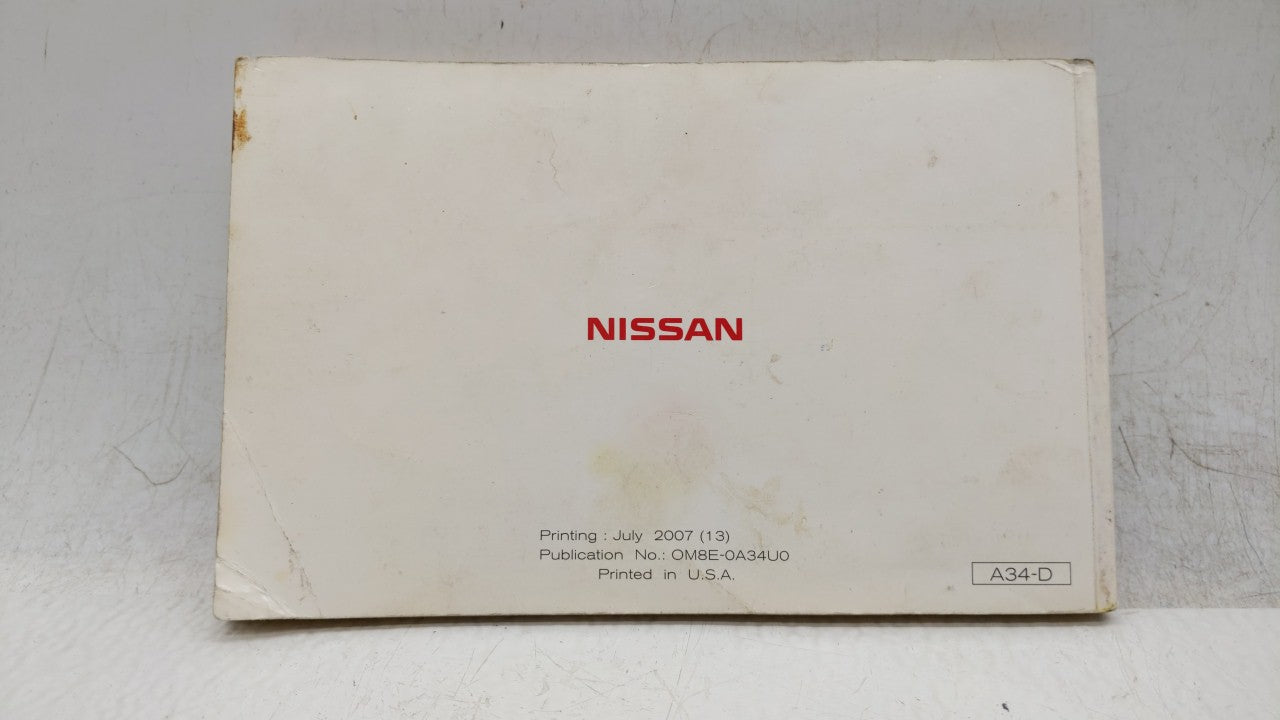 NISSAN
Printing : July 2007 (13)
Publication No.: OM8E-0A34U0
Printed in U.S.A.
A34-D